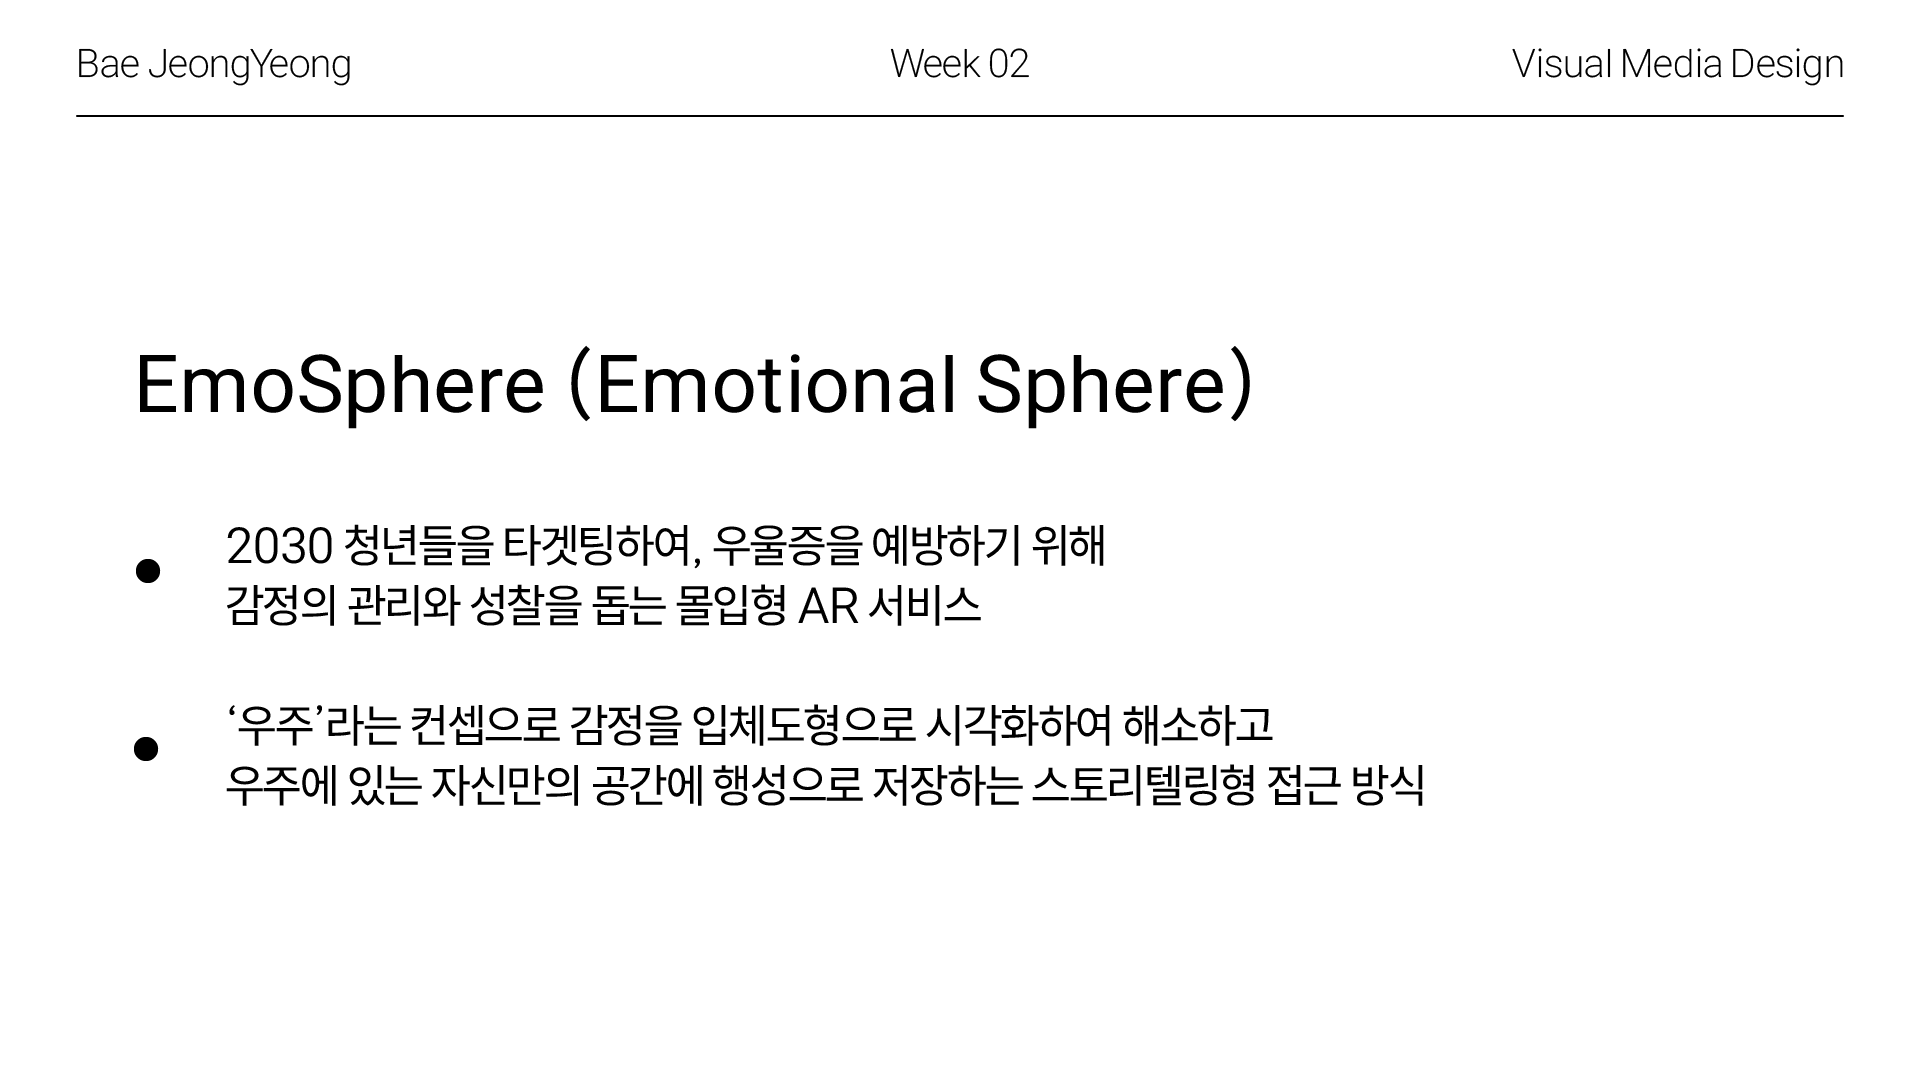 Bae JeongYeong
Week 02
Visual Media Design
EmoSphere (Emotional Sphere)
● 2030 청년들을 타겟팅하여, 우울증을 예방하기 위해
감정의 관리와 성찰을 돕는 몰입형 AR 서비스
● ‘우주’라는 컨셉으로 감정을 입체도형으로 시각화하여 해소하고
우주에 있는 자신만의 공간에 행성으로 저장하는 스토리텔링형 접근 방식